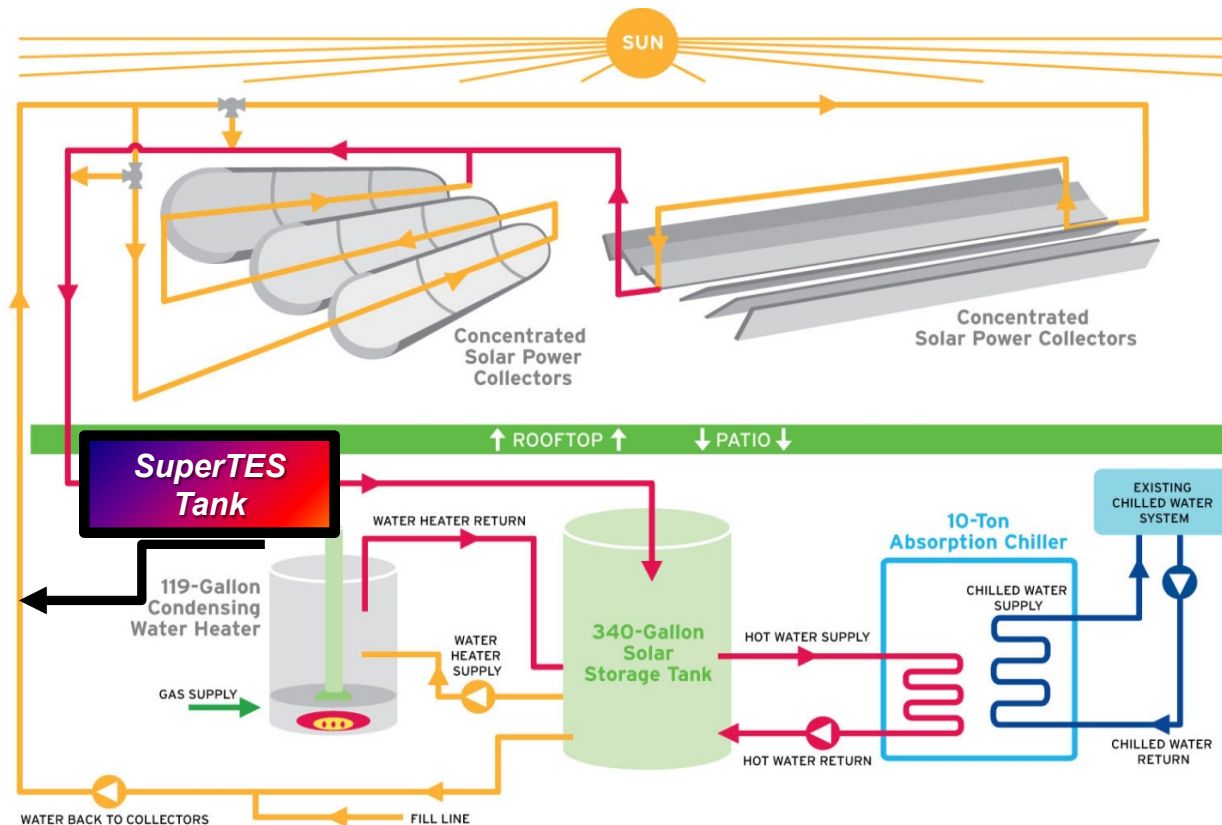 SUN
Concentrated
Solar Power
Collectors
Concentrated
Solar Power Collectors
ROOFTOP
PATIO
SuperTES
Tank
WATER HEATER RETURN
119-Gallon
Condensing
Water Heater
WATER
HEATER
SUPPLY
GAS SUPPLY
340-Gallon
Solar
Storage Tank
HOT WATER SUPPLY
HOT WATER RETURN
10-Ton
Absorption Chiller
CHILLED WATER
SUPPLY
EXISTING
CHILLED WATER
SYSTEM
CHILLED WATER
RETURN
WATER BACK TO COLLECTORS
FILL LINE